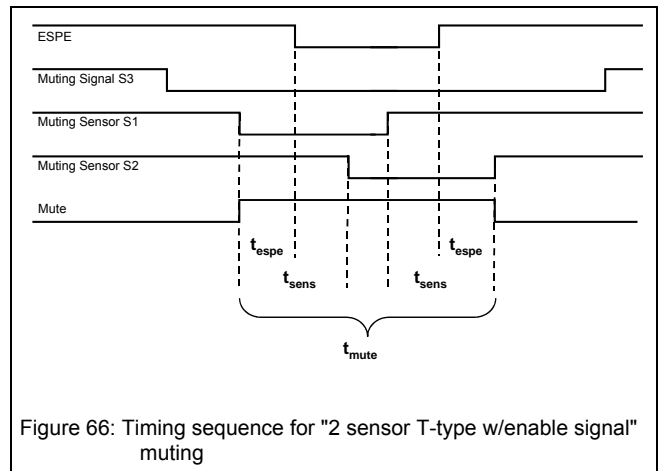 ESPE
Muting Signal S3
Muting Sensor S1
Muting Sensor S2
Mute
tespe tespe
tsens tsens
tmute
Figure 66: Timing sequence for "2 sensor T-type w/enable signal"
muting